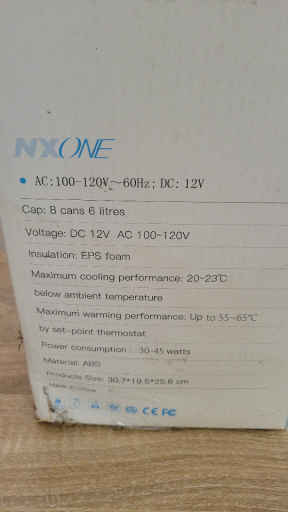 NXONE
• AC:100-120V~60Hz; DC: 12V
Cap: 8 cans 6 litres
Voltage: DC 12V AC 100-120V
Insulation: EPS foam
Maximum cooling performance: 20-23℃
below ambient temperature
Maximum warming performance: Up to 55-65℃
by set-point thermostat
Power consumption : 30-45 watts
Material: ABS
Products Size: 30.7*19.5*25.6 cm
CE FC